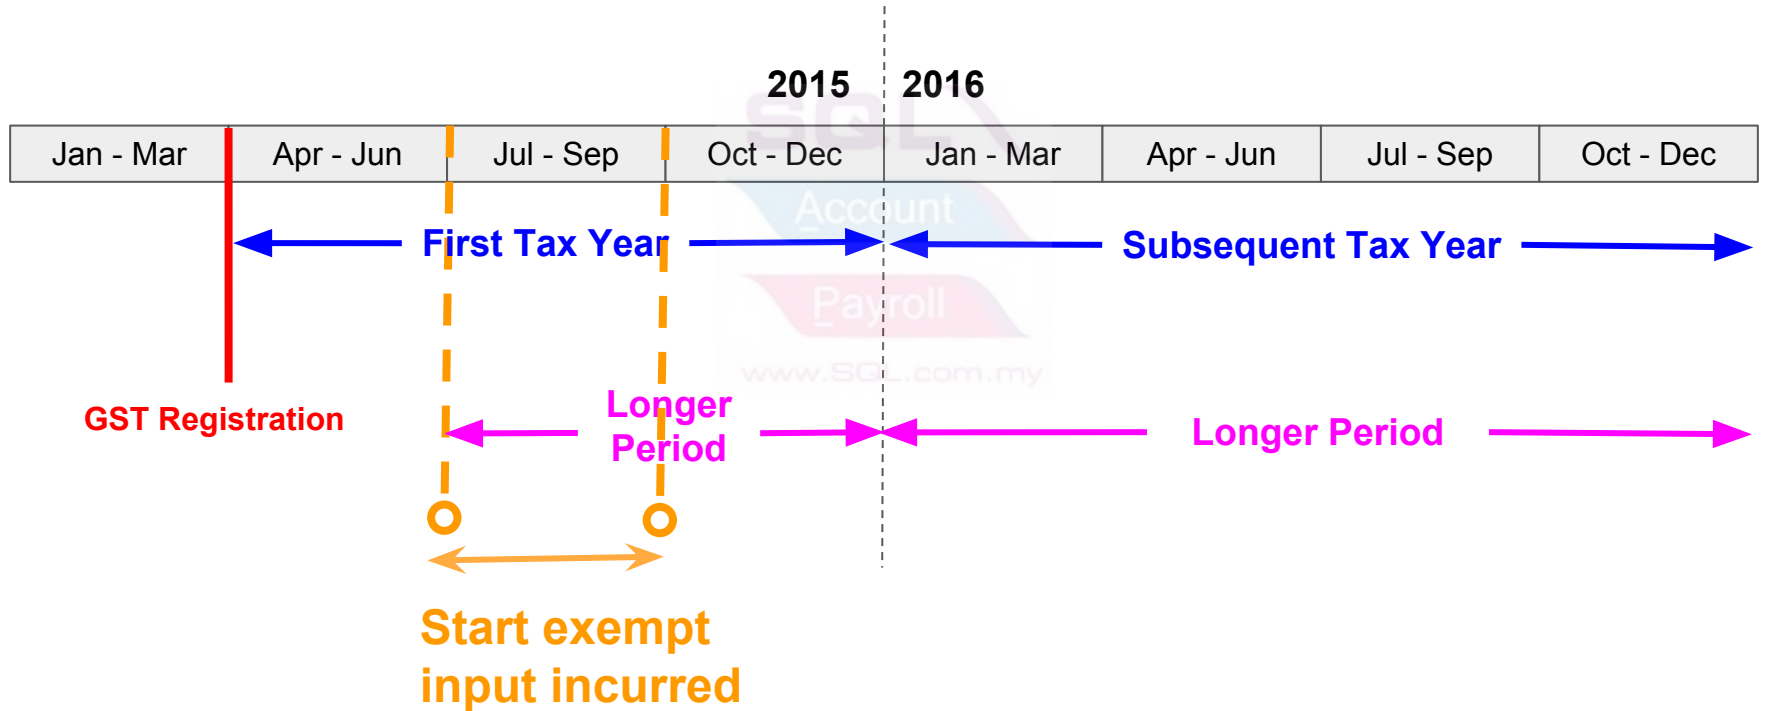 2015 2016
Jan - Mar Apr - Jun Jul - Sep Oct - Dec Jan - Mar Apr - Jun Jul - Sep Oct - Dec
SQL
Account
First Tax Year Subsequent Tax Year
Payroll
www.SQL.com.my
GST Registration
Longer
Period
Longer Period
Start exempt
input incurred